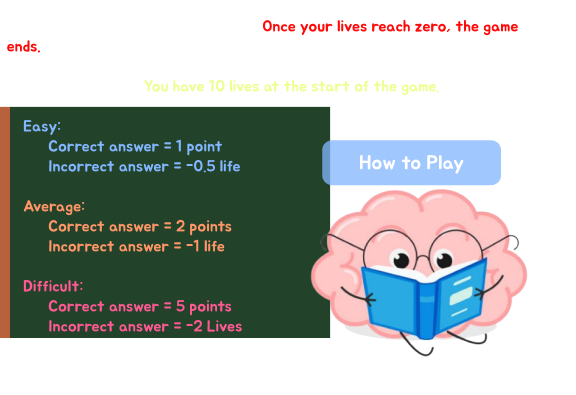 Once your lives reach zero, the game
ends.
You have 10 lives at the start of the game.
Easy:
Correct answer = 1 point
Incorrect answer = -0.5 life
How to Play
Average:
Correct answer = 2 points
Incorrect answer = -1 life
Difficult:
Correct answer = 5 points
Incorrect answer = -2 Lives